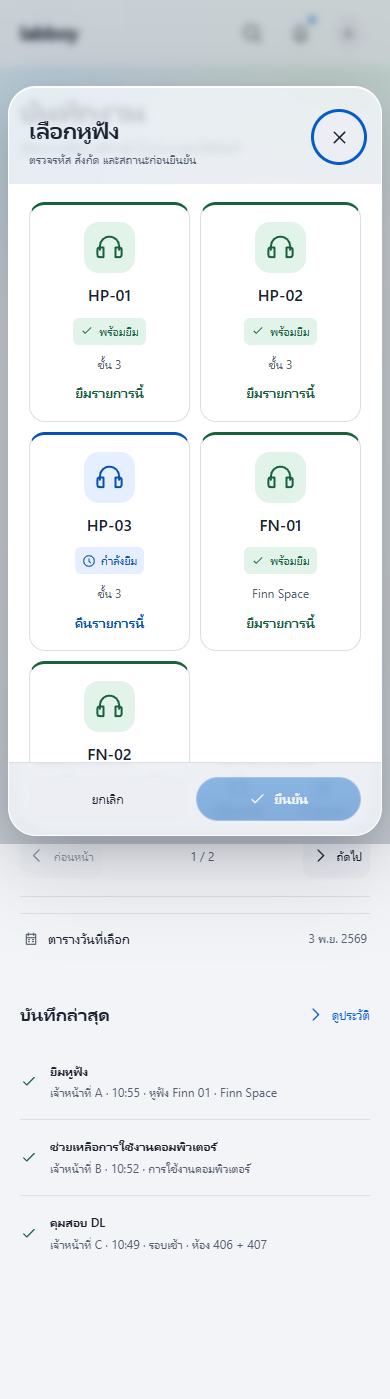 labboy
บันทึกงาน
เลือกหูฟัง
ตรวจรหัส สังกัด และสถานะก่อนยืนยัน
HP-01
HP-02
พร้อมยืม
พร้อมยืม
ชั้น 3
ชั้น 3
ยืมรายการนี้
ยืมรายการนี้
HP-03
FN-01
กำลังยืม
พร้อมยืม
ชั้น 3
Finn Space
คืนรายการนี้
ยืมรายการนี้
FN-02
ยกเลิก
ยืนยัน
ก่อนหน้า
1 / 2
ถัดไป
ตารางวันที่เลือก
3 พ.ย. 2569
บันทึกล่าสุด
ดูประวัติ
ยืมหูฟัง
เจ้าหน้าที่ A · 10:55 · หูฟัง Finn 01 · Finn Space
ช่วยเหลือการใช้งานคอมพิวเตอร์
เจ้าหน้าที่ B · 10:52 · การใช้งานคอมพิวเตอร์
คุมสอบ DL
เจ้าหน้าที่ C · 10:49 · รอบเช้า · ห้อง 406 + 407